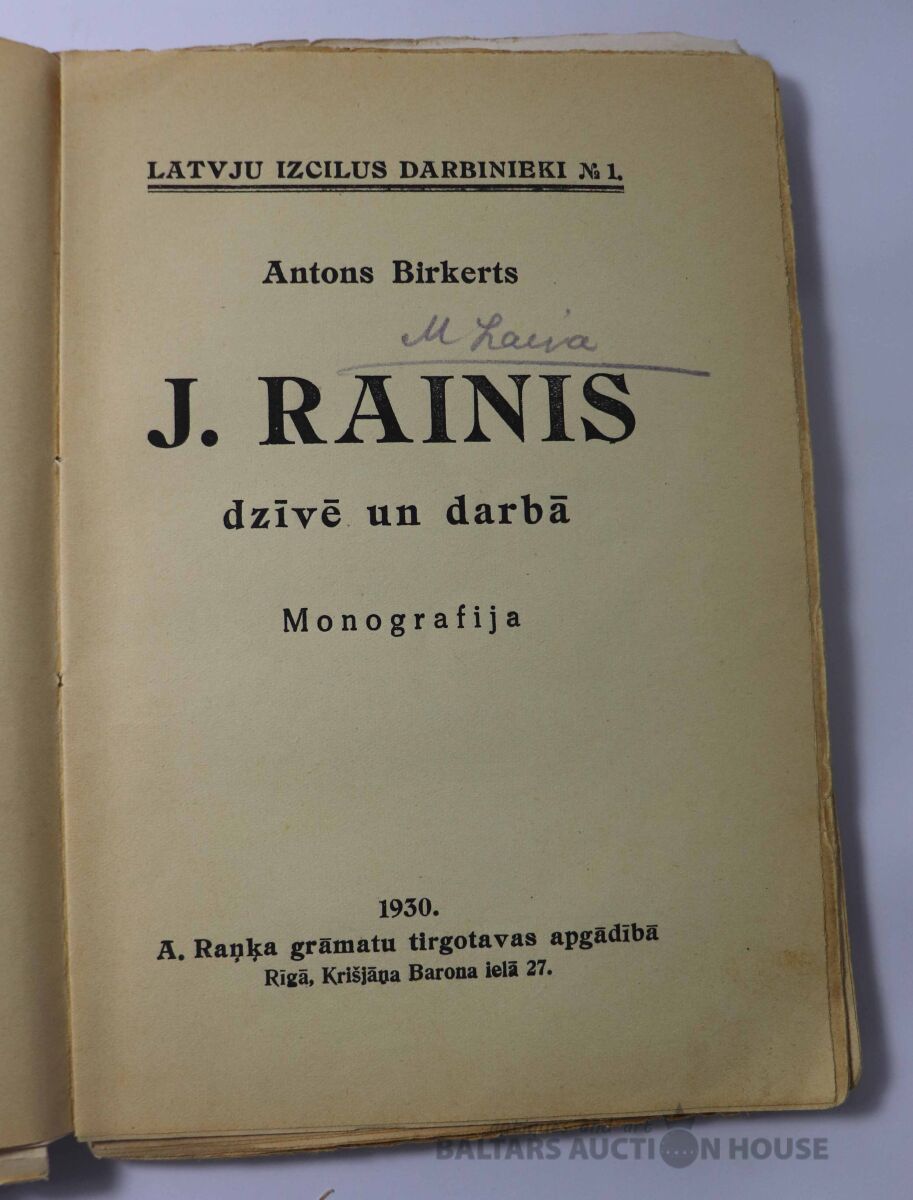 LATVJU IZCILUS DARBINIEKI № 1.
Antons Birkerts
M
J. RAINIS
dzīvē un darbā
Monografija
1930.
A. Raņķa grāmatu tirgotavas apgādībā
Rīgā, Krišjāņa Barona ielā 27.
BALTARS AUCTION HOUSE